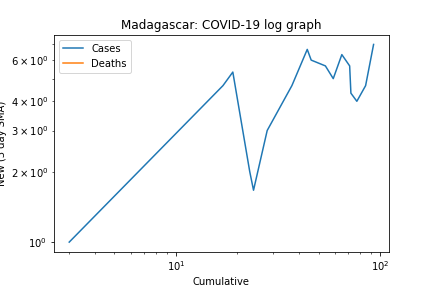 Madagascar: COVID-19 log graph
Cases
Deaths
6 × 10⁰
4 × 10⁰
3 × 10⁰
2 × 10⁰
10⁰
10¹
10²
New (3 day SMA)
Cumulative